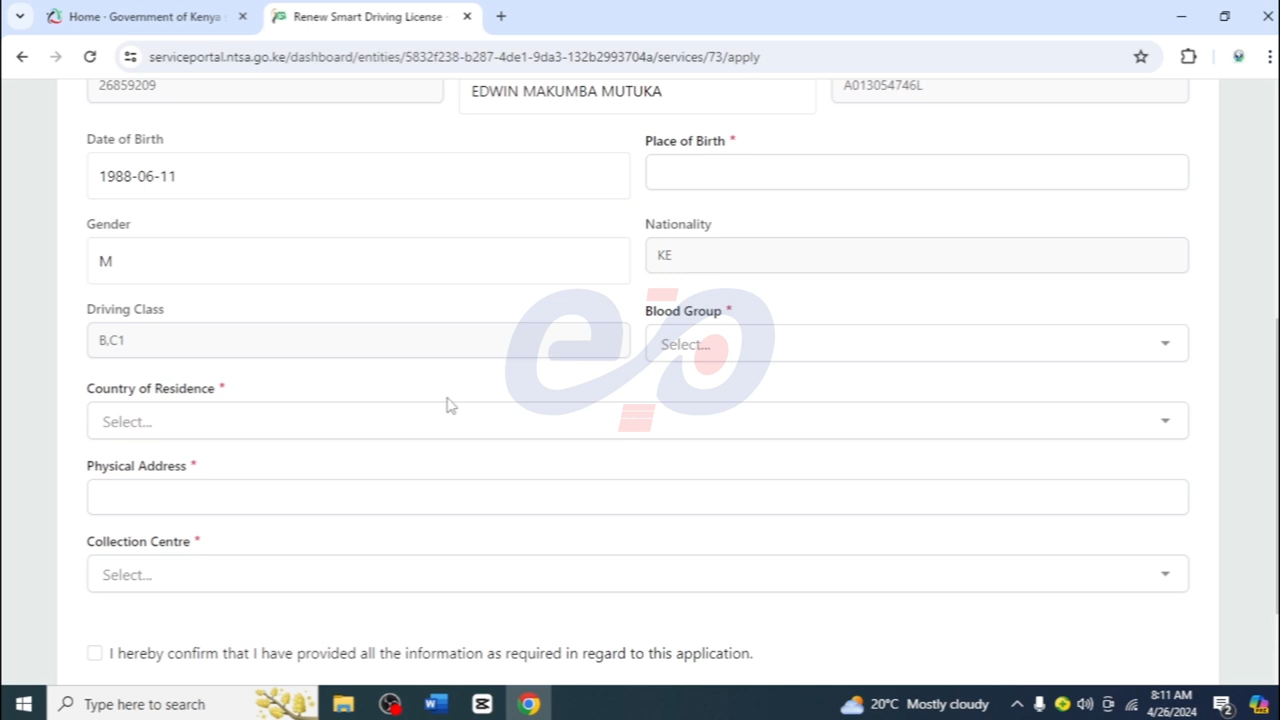 Home · Government of Kenya
Renew Smart Driving License
serviceportal.ntsa.go.ke/dashboard/entities/5832f238-b287-4de1-9da3-132b2993704a/services/73/apply
26859209
EDWIN MAKUMBA MUTUKA
A013054746L
Date of Birth
Place of Birth *
1988-06-11
Gender
Nationality
M
KE
Driving Class
Blood Group *
B,C1
Select...
Country of Residence *
Select...
Physical Address *
Collection Centre *
Select...
I hereby confirm that I have provided all the information as required in regard to this application.
Type here to search
20°C Mostly cloudy
8:11 AM
4/26/2024
2